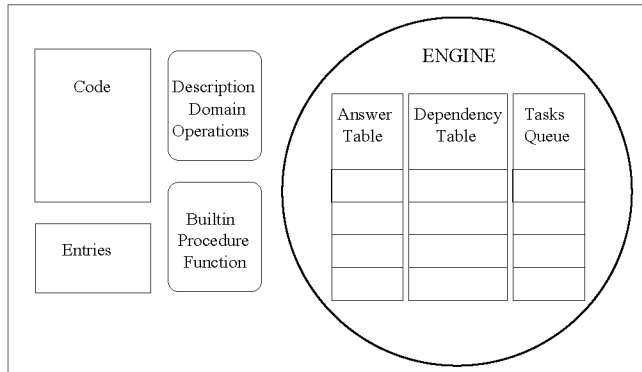 Code
Description
Domain
Operations
Entries
Builtin
Procedure
Function
ENGINE
Answer
Table
Dependency
Table
Tasks
Queue